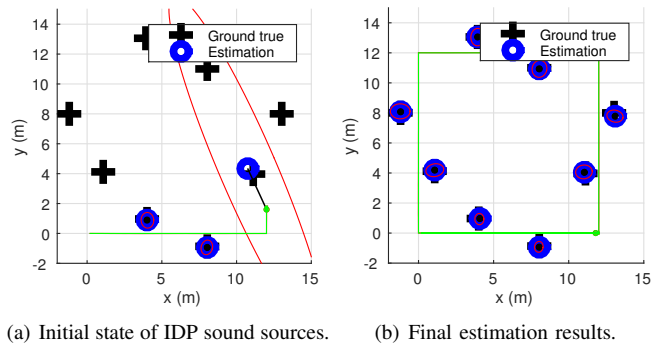 14
12
10
8
6
4
2
0
-2
y (m)
0
5
10
15
x (m)
Ground true
Estimation
14
12
10
8
6
4
2
0
-2
y (m)
0
5
10
15
x (m)
Ground true
Estimation
(a) Initial state of IDP sound sources.
(b) Final estimation results.